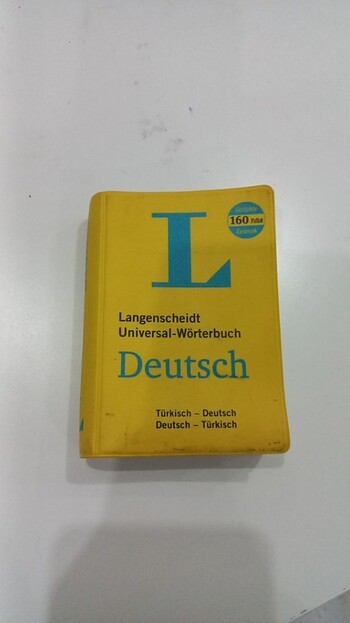 160 Yıllık
L
Langenscheidt
Universal-Wörterbuch
Deutsch
Türkisch – Deutsch
Deutsch – Türkisch